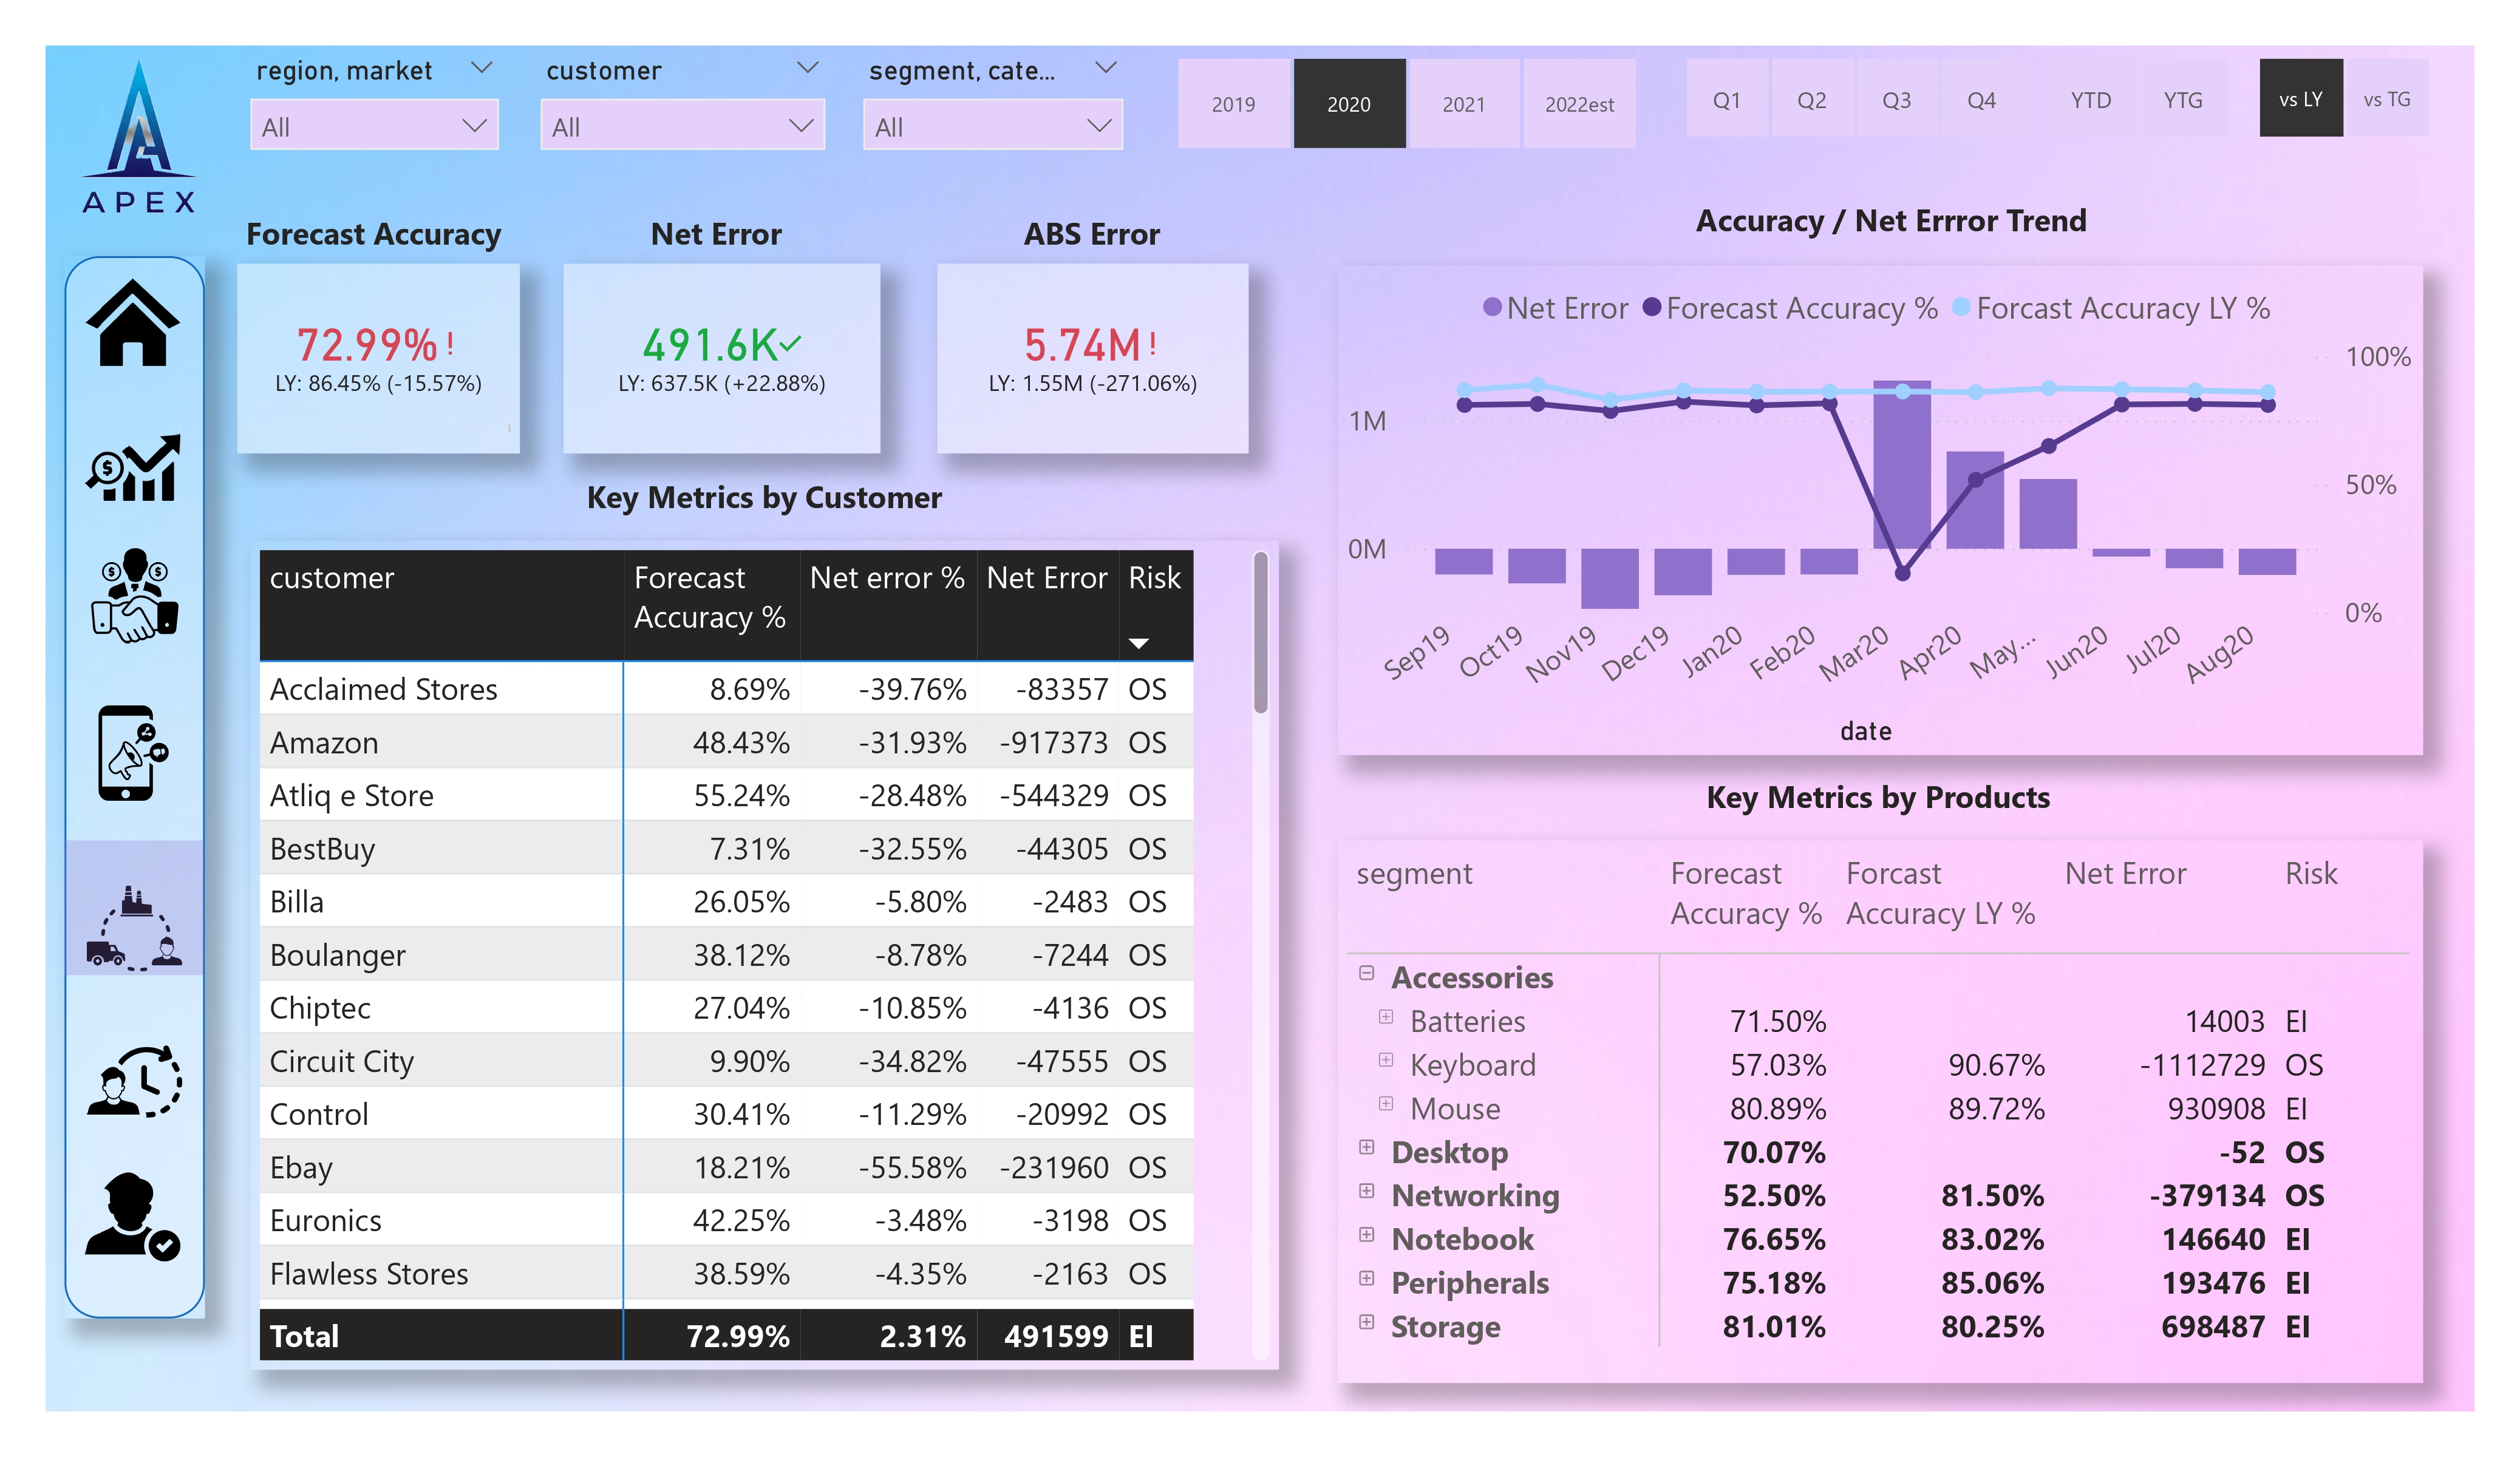 region, market
customer
segment, cate...
All
All
All
2019
2020
2021
2022est
Q1
Q2
Q3
Q4
YTD
YTG
vs LY
vs TG
APEX
Forecast Accuracy
72.99% !
LY: 86.45% (-15.57%)
Net Error
491.6K✓
LY: 637.5K (+22.88%)
ABS Error
5.74M !
LY: 1.55M (-271.06%)
Accuracy / Net Errror Trend
Net Error Forecast Accuracy % Forcast Accuracy LY %
100%
1M
50%
0M
0%
Sep19 Oct19 Nov19 Dec19 Jan20 Feb20 Mar20 Apr20 May... Jun20 Jul20 Aug20
date
Key Metrics by Customer
customer Forecast Accuracy % Net error % Net Error Risk
Acclaimed Stores 8.69% -39.76% -83357 OS
Amazon 48.43% -31.93% -917373 OS
Atliq e Store 55.24% -28.48% -544329 OS
BestBuy 7.31% -32.55% -44305 OS
Billa 26.05% -5.80% -2483 OS
Boulanger 38.12% -8.78% -7244 OS
Chiptec 27.04% -10.85% -4136 OS
Circuit City 9.90% -34.82% -47555 OS
Control 30.41% -11.29% -20992 OS
Ebay 18.21% -55.58% -231960 OS
Euronics 42.25% -3.48% -3198 OS
Flawless Stores 38.59% -4.35% -2163 OS
Total 72.99% 2.31% 491599 EI
Key Metrics by Products
segment Forecast Accuracy % Forcast Accuracy LY % Net Error Risk
Accessories
Batteries 71.50% 14003 EI
Keyboard 57.03% 90.67% -1112729 OS
Mouse 80.89% 89.72% 930908 EI
Desktop 70.07% -52 OS
Networking 52.50% 81.50% -379134 OS
Notebook 76.65% 83.02% 146640 EI
Peripherals 75.18% 85.06% 193476 EI
Storage 81.01% 80.25% 698487 EI